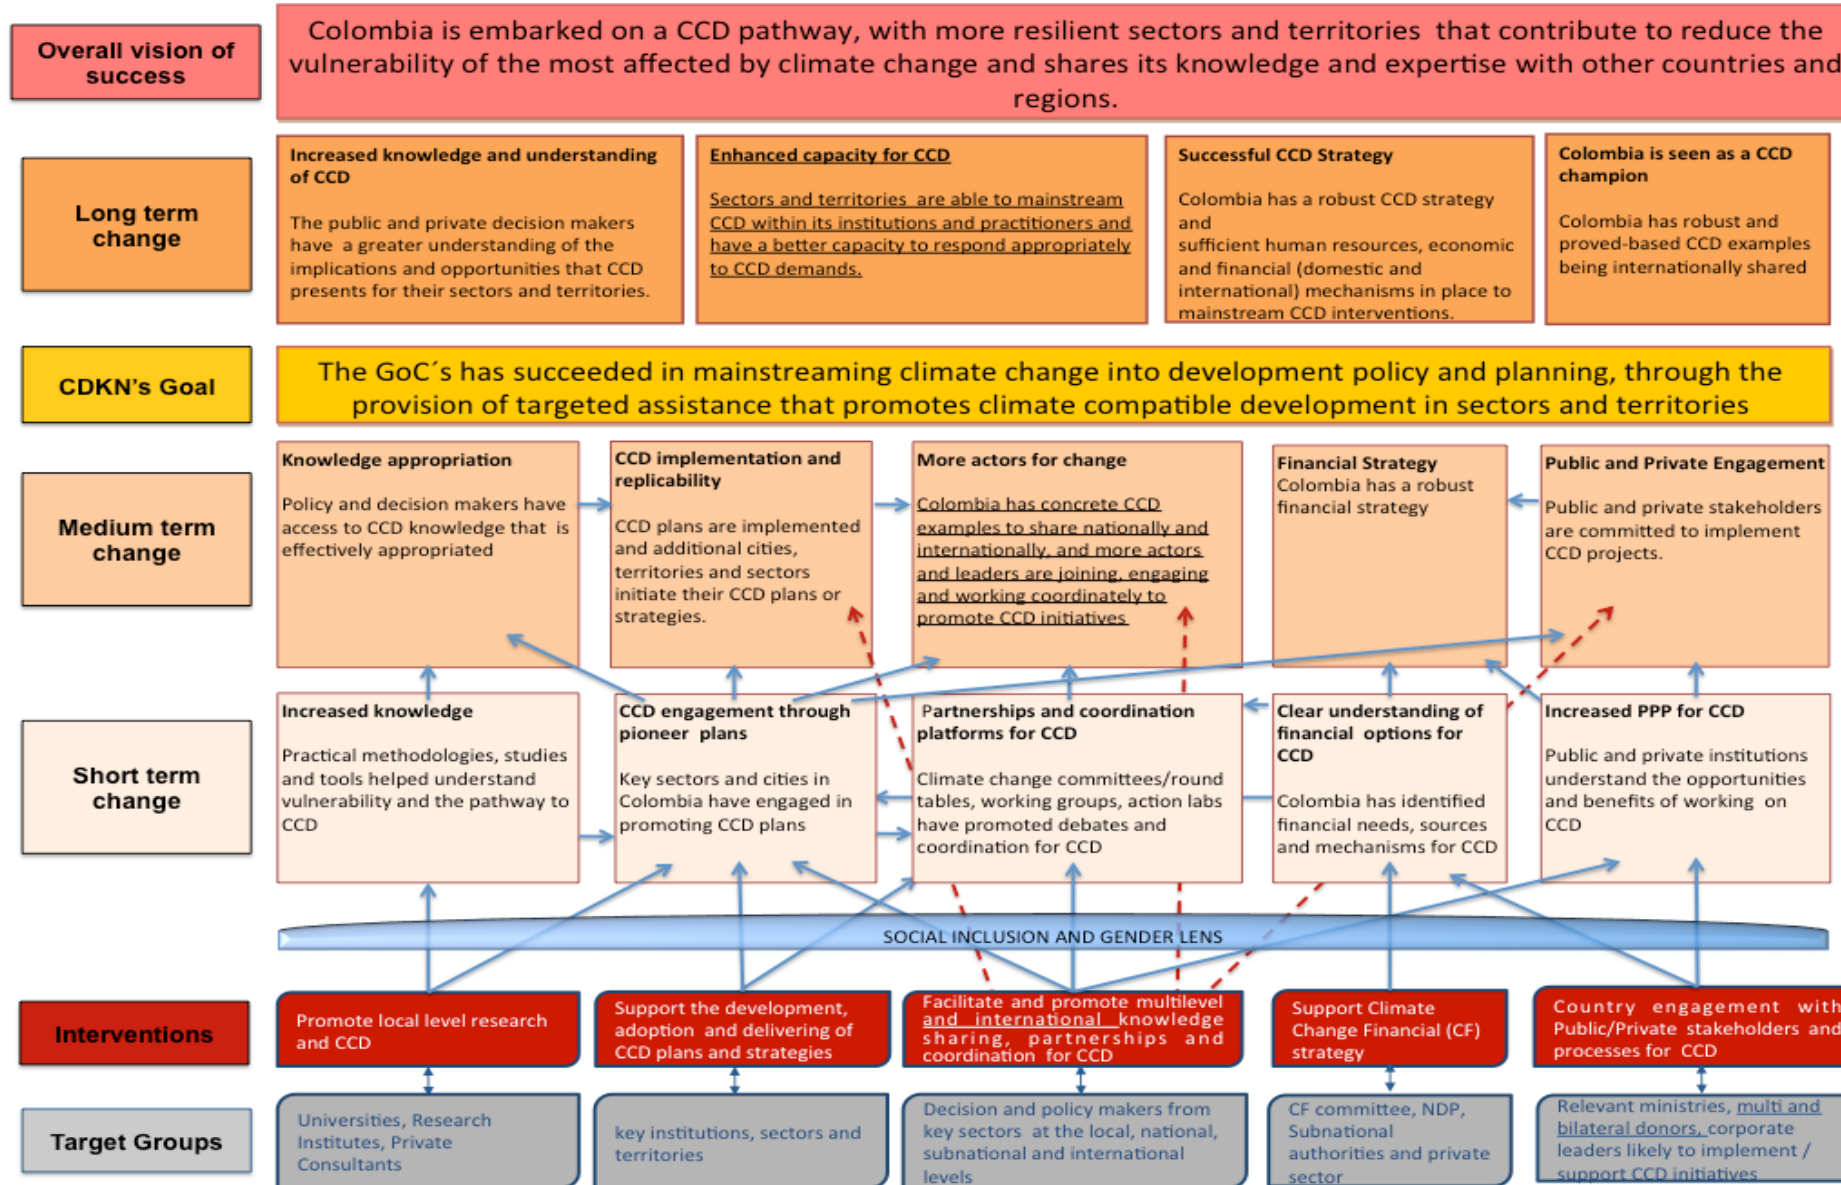 Overall vision of
success
Colombia is embarked on a CCD pathway, with more resilient sectors and territories that contribute to reduce the
vulnerability of the most affected by climate change and shares its knowledge and expertise with other countries and
regions.
Long term
change
Increased knowledge and understanding
of CCD
The public and private decision makers
have a greater understanding of the
implications and opportunities that CCD
presents for their sectors and territories.
Enhanced capacity for CCD
Sectors and territories are able to mainstream
CCD within its institutions and practitioners and
have a better capacity to respond appropriately
to CCD demands.
Successful CCD Strategy
Colombia has a robust CCD strategy
and
sufficient human resources, economic
and financial (domestic and
international) mechanisms in place to
mainstream CCD interventions.
Colombia is seen as a CCD
champion
Colombia has robust and
proved-based CCD examples
being internationally shared
CDKN's Goal
The GoC´s has succeeded in mainstreaming climate change into development policy and planning, through the
provision of targeted assistance that promotes climate compatible development in sectors and territories
Medium term
change
Knowledge appropriation
Policy and decision makers have
access to CCD knowledge that is
effectively appropriated
CCD implementation and
replicability
CCD plans are implemented
and additional cities,
territories and sectors
initiate their CCD plans or
strategies.
More actors for change
Colombia has concrete CCD
examples to share nationally and
internationally, and more actors
and leaders are joining, engaging
and working coordinately to
promote CCD initiatives
Financial Strategy
Colombia has a robust
financial strategy
Public and Private Engagement
Public and private stakeholders
are committed to implement
CCD projects.
Short term
change
Increased knowledge
Practical methodologies, studies
and tools helped understand
vulnerability and the pathway to
CCD
CCD engagement through
pioneer plans
Key sectors and cities in
Colombia have engaged in
promoting CCD plans
Partnerships and coordination
platforms for CCD
Climate change committees/round
tables, working groups, action labs
have promoted debates and
coordination for CCD
Clear understanding of
financial options for
CCD
Colombia has identified
financial needs, sources
and mechanisms for CCD
Increased PPP for CCD
Public and private institutions
understand the opportunities
and benefits of working on
CCD
SOCIAL INCLUSION AND GENDER LENS
Interventions
Promote local level research
and CCD
Support the development,
adoption and delivering of
CCD plans and strategies
Facilitate and promote multilevel
and international knowledge
sharing, partnerships and
coordination for CCD
Support Climate
Change Financial (CF)
strategy
Country engagement with
Public/Private stakeholders and
processes for CCD
Target Groups
Universities, Research
Institutes, Private
Consultants
key institutions, sectors and
territories
Decision and policy makers from
key sectors at the local, national,
subnational and international
levels
CF committee, NDP,
Subnational
authorities and private
sector
Relevant ministries, multi and
bilateral donors, corporate
leaders likely to implement /
support CCD initiatives